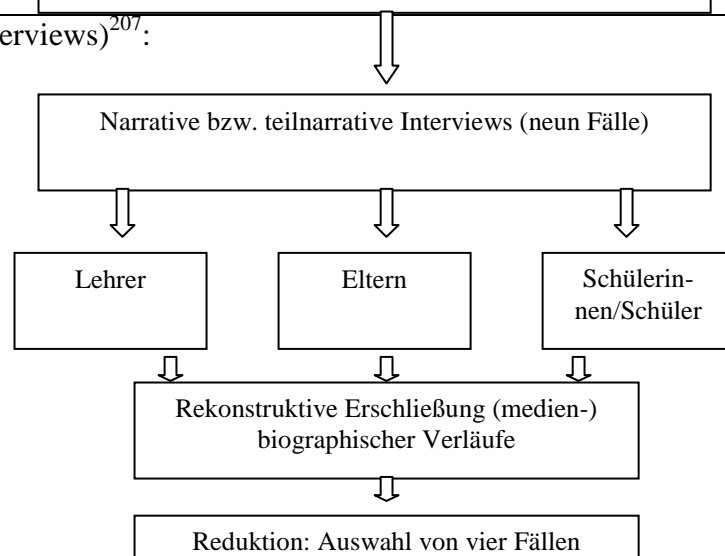 erviews)207:
Narrative bzw. teilnarrative Interviews (neun Fälle)
Lehrer
Eltern
Schülerin-
nen/Schüler
Rekonstruktive Erschließung (medien-)
biographischer Verläufe
Reduktion: Auswahl von vier Fällen